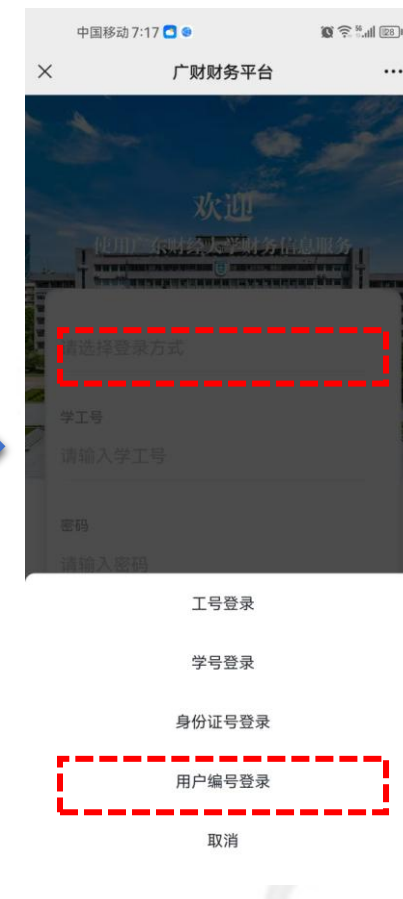 中国移动 7:17
28
×
广财财务平台
...
欢迎
使用广东财经大学财务信息服务
请选择登录方式
学工号
请输入学工号
密码
请输入密码
工号登录
学号登录
身份证号登录
用户编号登录
取消